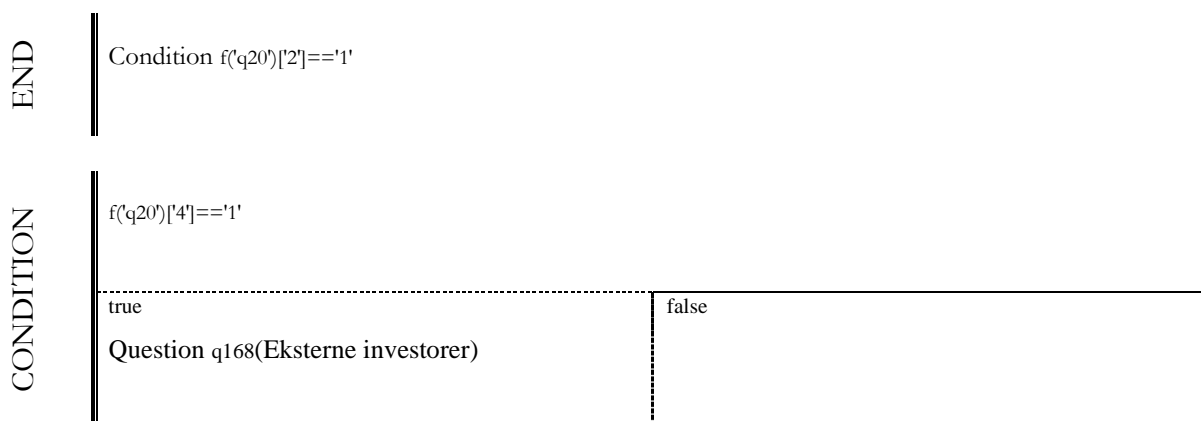 END
Condition f('q20')['2']=='1'
CONDITION
f('q20')['4']=='1'
true
false
Question q168(Eksterne investorer)